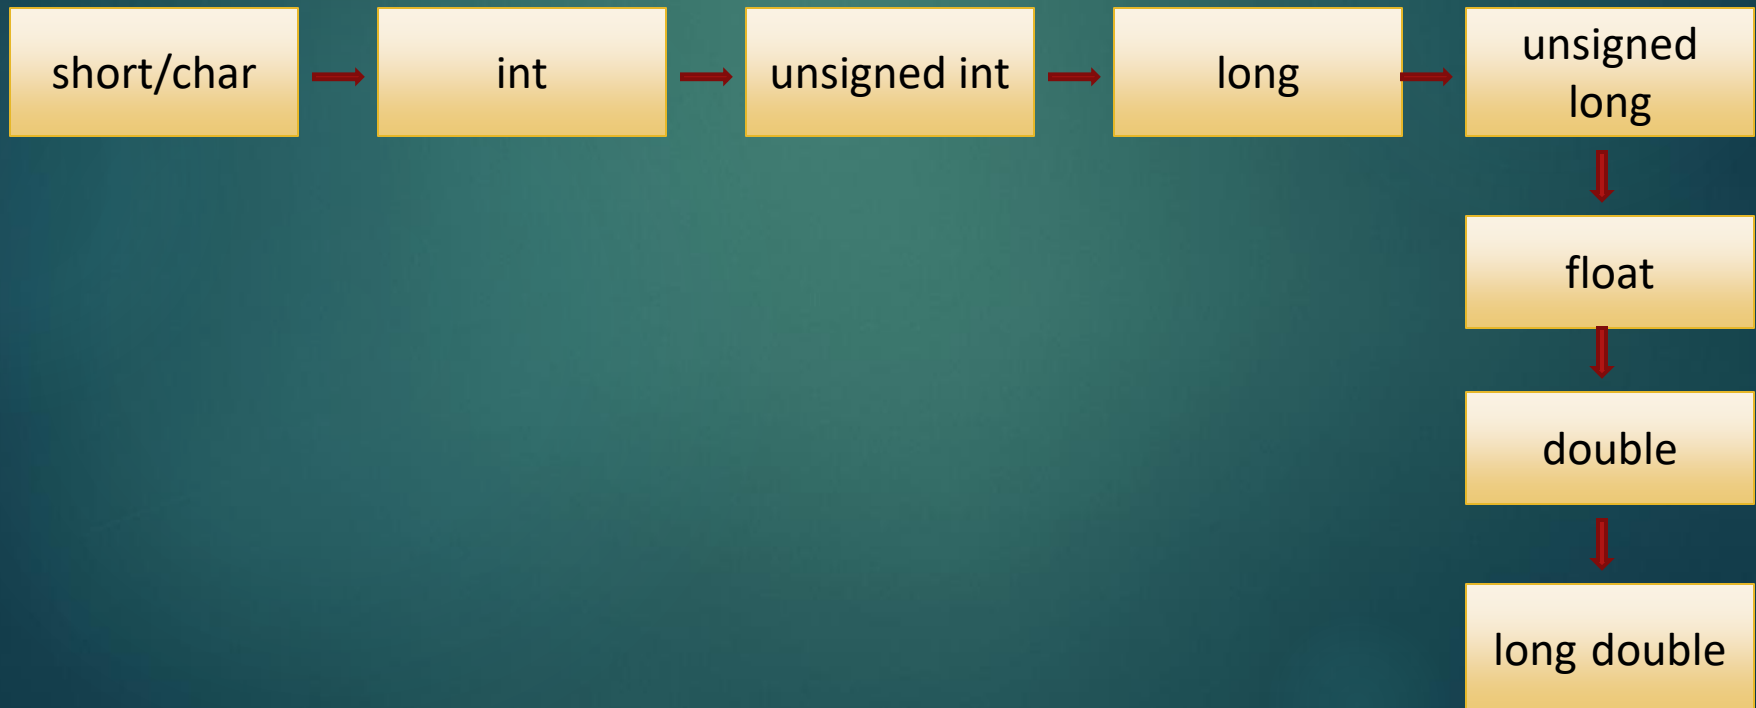 short/char
int
unsigned int
long
unsigned
long
float
double
long double